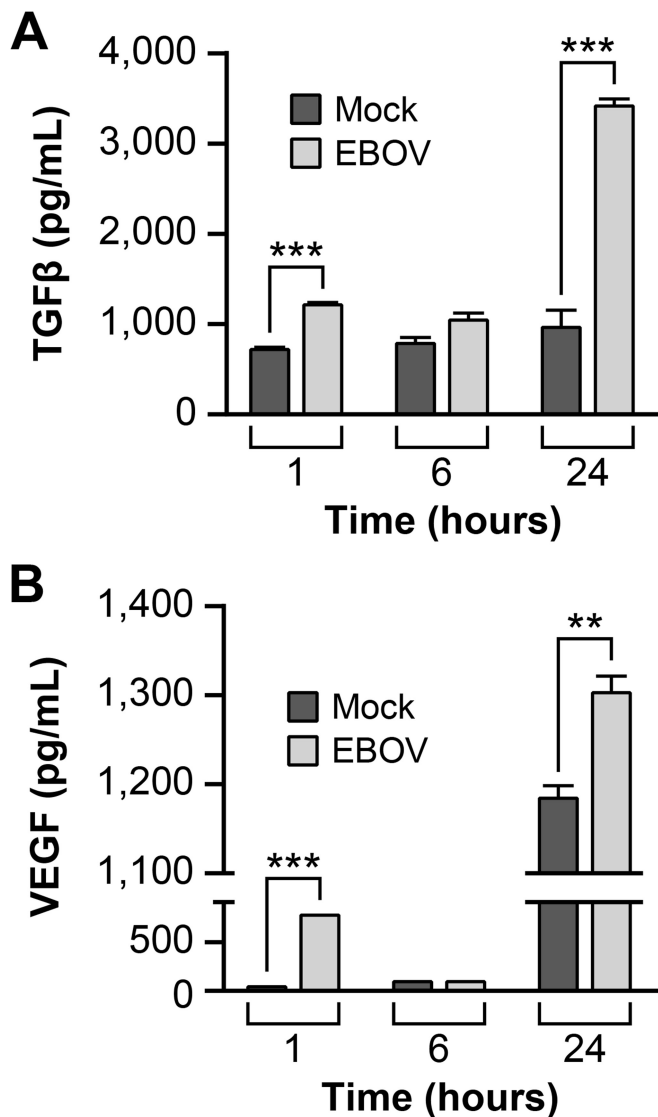 A
4,000
3,000
2,000
1,000
0
TGFβ (pg/mL)
Mock
EBOV
***
***
1 6 24
Time (hours)
B
1,400
1,300
1,200
1,100
500
0
VEGF (pg/mL)
Mock
EBOV
***
**
1 6 24
Time (hours)